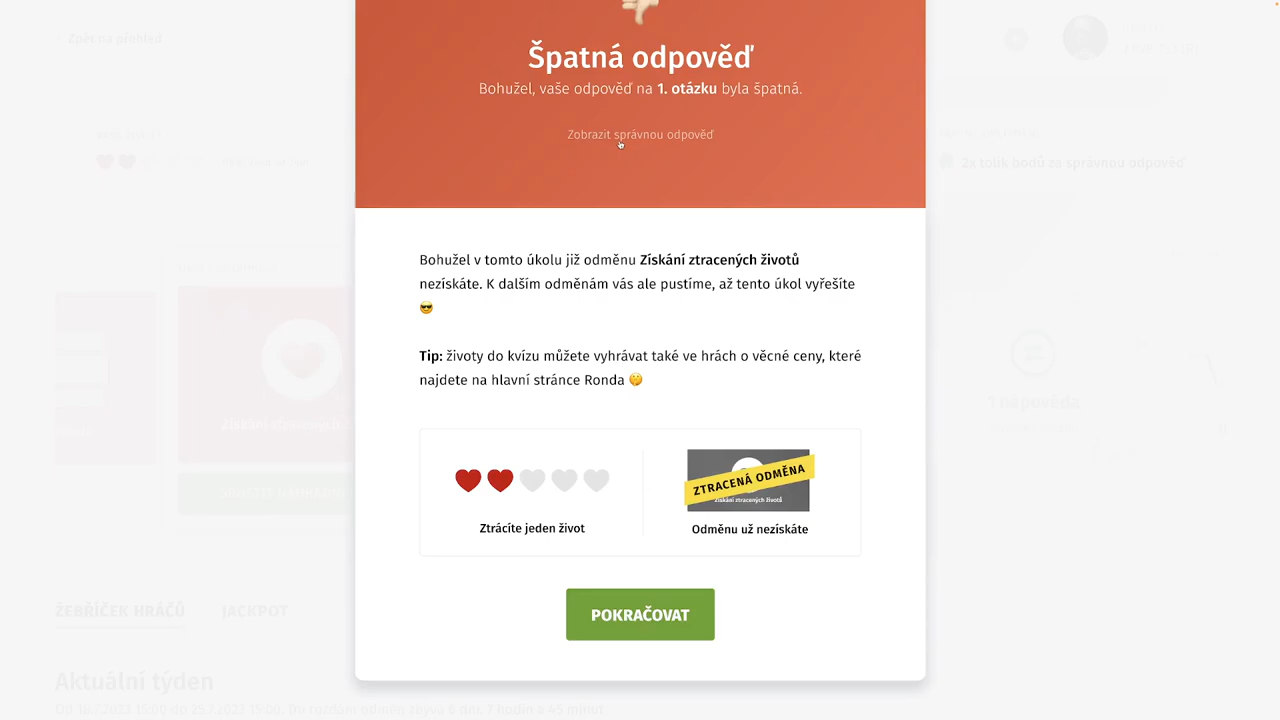 Zpět na přehled
Špatná odpověď
Bohužel, vaše odpověď na 1. otázku byla špatná.
Zobrazit správnou odpověď
2x tolik bodů za správnou odpověď
Bohužel v tomto úkolu již odměnu Získání ztracených životů
nezískáte. K dalším odměnám vás ale pustíme, až tento úkol vyřešíte
😎
Tip: životy do kvízu můžete vyhrávat také ve hrách o věcné ceny, které
najdete na hlavní stránce Ronda 🤭
1 nápověda
ZTRACENÁ ODMĚNA
Získání ztracených životů
Ztrácíte jeden život
Odměnu už nezískáte
POKRAČOVAT
ŽEBŘÍČEK HRÁČŮ
JACKPOT
Aktuální týden